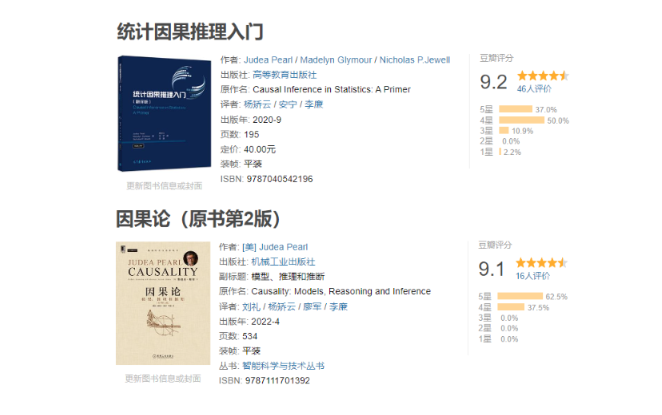 统计因果推理入门
统计因果推理入门
作者: Judea Pearl / Madelyn Glymour / Nicholas P.Jewell
出版社: 高等教育出版社
原作名: Causal Inference in Statistics: A Primer
译者: 杨矫云 / 安宁 / 李廉
出版年: 2020-9
页数: 195
定价: 40.00元
装帧: 平装
ISBN: 9787040542196
更新图书信息或封面
豆瓣评分
9.2
46人评价
5星 37.0%
4星 50.0%
3星 10.9%
2星 0.0%
1星 2.2%
因果论（原书第2版）
JUDEA PEARL
CAUSALITY
因果论
作者: [美] Judea Pearl
出版社: 机械工业出版社
副标题: 模型、推理和推断
原作名: Causality: Models, Reasoning and Inference
译者: 刘礼 / 杨矫云 / 廖军 / 李廉
出版年: 2022-4
页数: 534
装帧: 平装
丛书: 智能科学与技术丛书
ISBN: 9787111701392
更新图书信息或封面
豆瓣评分
9.1
16人评价
5星 62.5%
4星 37.5%
3星 0.0%
2星 0.0%
1星 0.0%